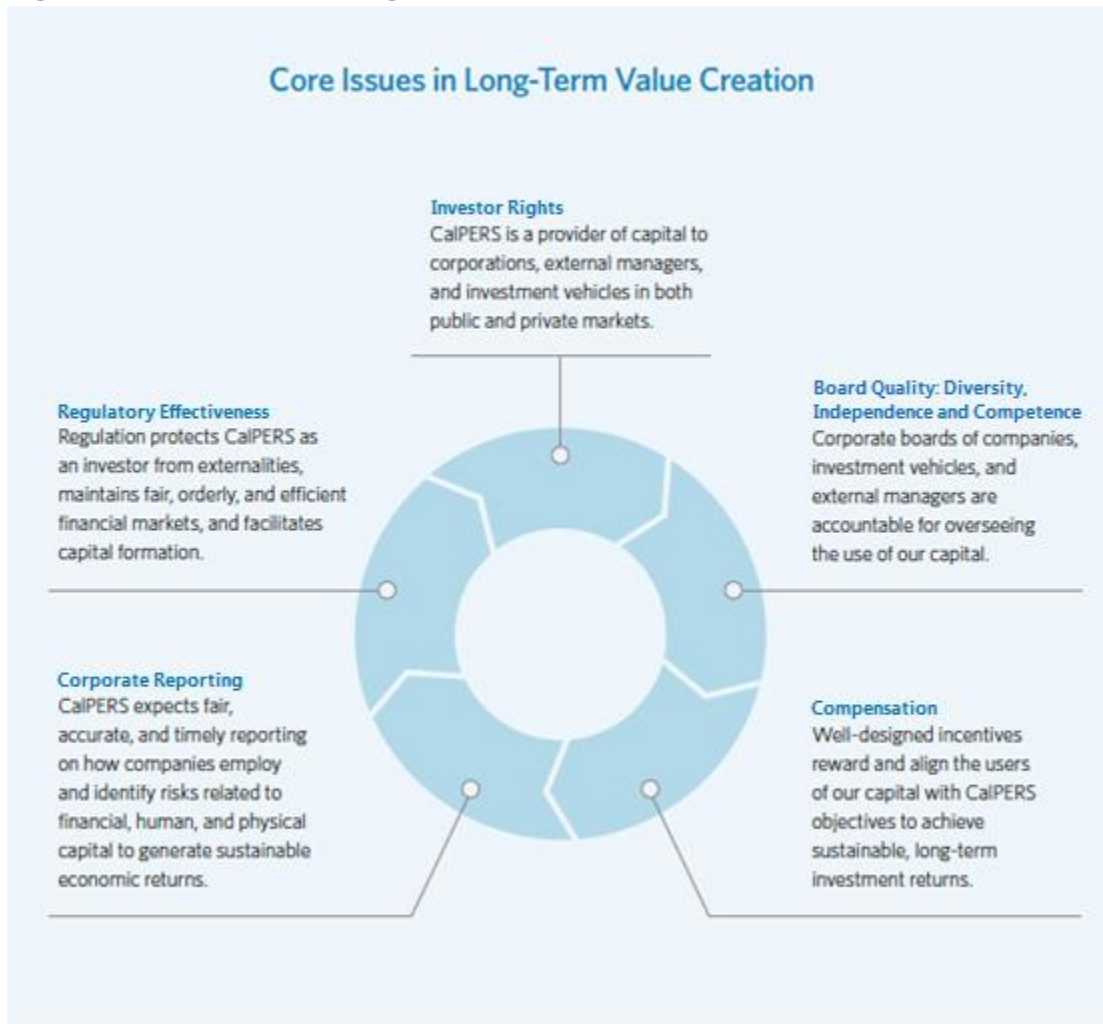 Core Issues in Long-Term Value Creation
Investor Rights
CalPERS is a provider of capital to
corporations, external managers,
and investment vehicles in both
public and private markets.
Board Quality: Diversity,
Independence and Competence
Corporate boards of companies,
investment vehicles, and
external managers are
accountable for overseeing
the use of our capital.
Compensation
Well-designed incentives
reward and align the users
of our capital with CalPERS
objectives to achieve
sustainable, long-term
investment returns.
Corporate Reporting
CalPERS expects fair,
accurate, and timely reporting
on how companies employ
and identify risks related to
financial, human, and physical
capital to generate sustainable
economic returns.
Regulatory Effectiveness
Regulation protects CalPERS as
an investor from externalities,
maintains fair, orderly, and efficient
financial markets, and facilitates
capital formation.